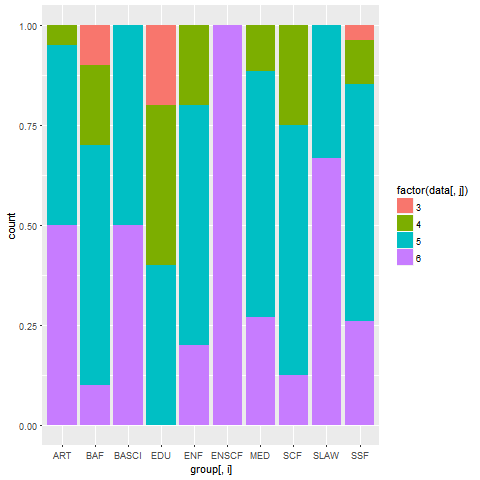 1.00
0.75
0.50
0.25
0.00
count
ART BAF BASCI EDU ENF ENSCF MED SCF SLAW SSF
group[, i]
factor(data[, j])
3
4
5
6